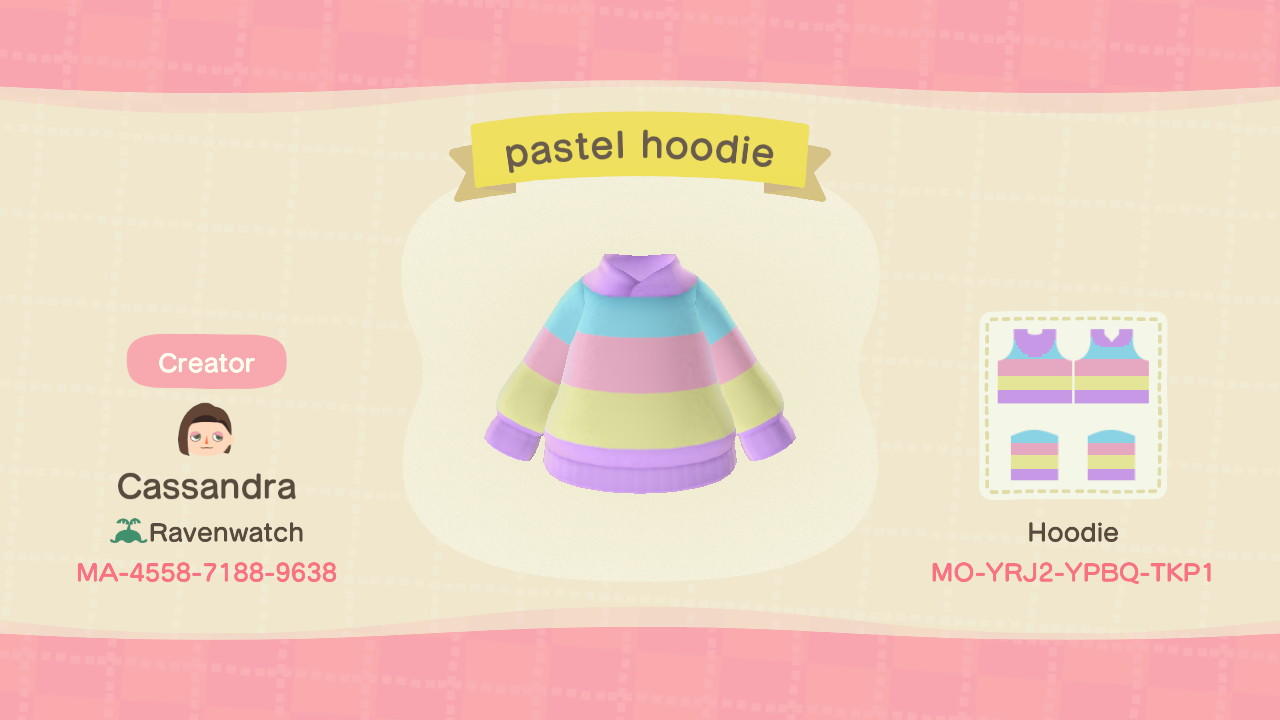 pastel hoodie
Creator
Cassandra
Ravenwatch
MA-4558-7188-9638
Hoodie
MO-YRJ2-YPBQ-TKP1